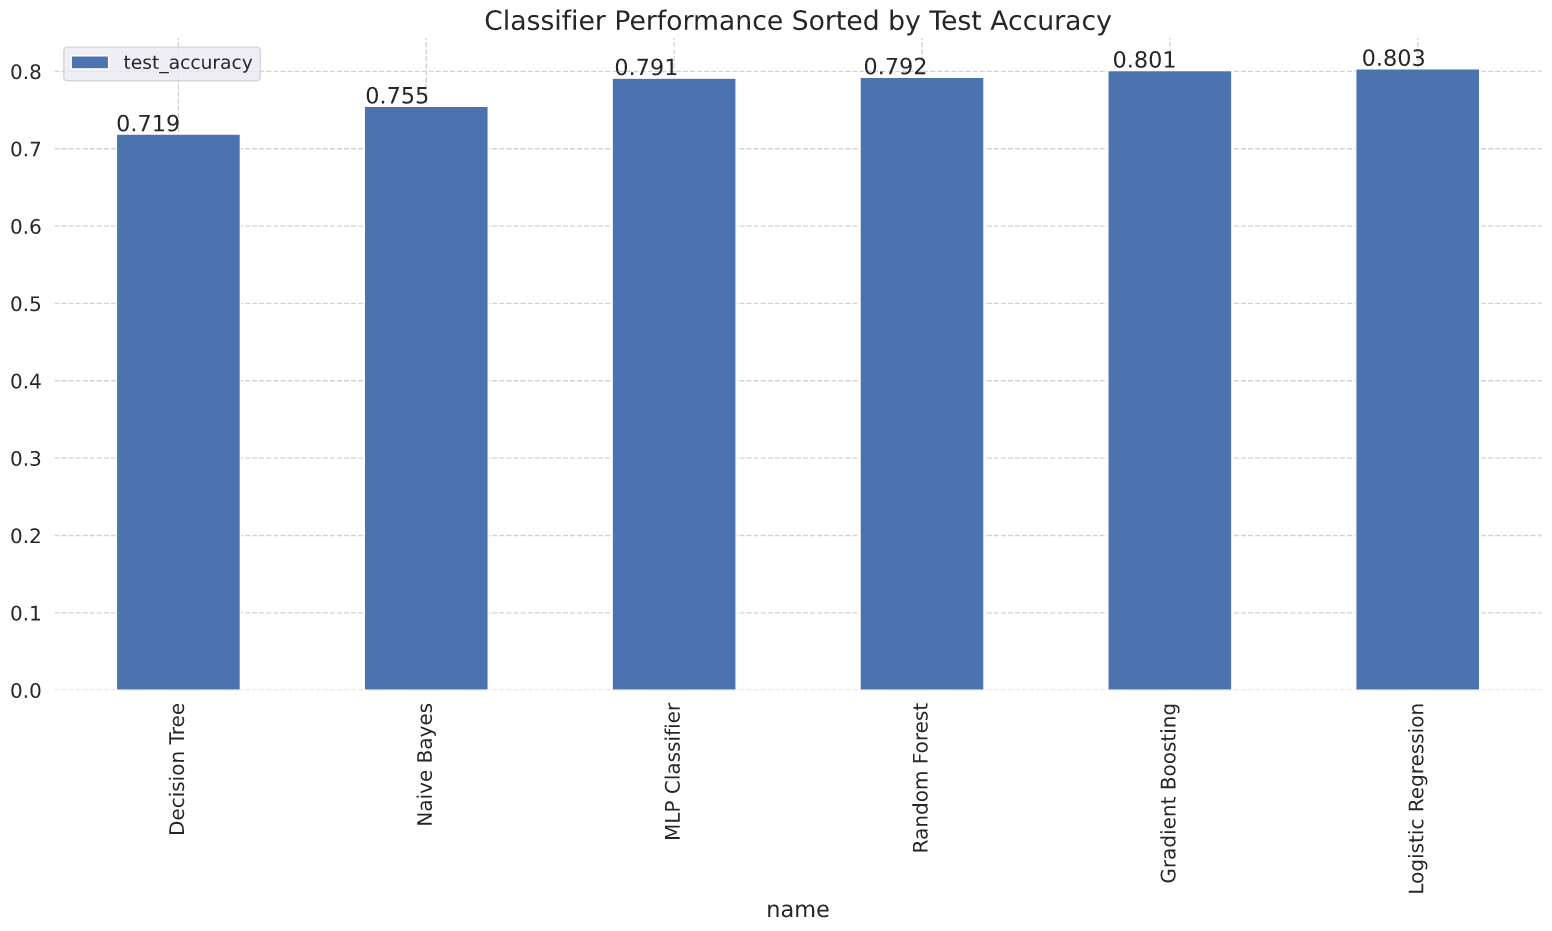 Classifier Performance Sorted by Test Accuracy
test_accuracy
0.8
0.7
0.6
0.5
0.4
0.3
0.2
0.1
0.0
0.719
0.755
0.791
0.792
0.801
0.803
Decision Tree
Naive Bayes
MLP Classifier
Random Forest
Gradient Boosting
Logistic Regression
name